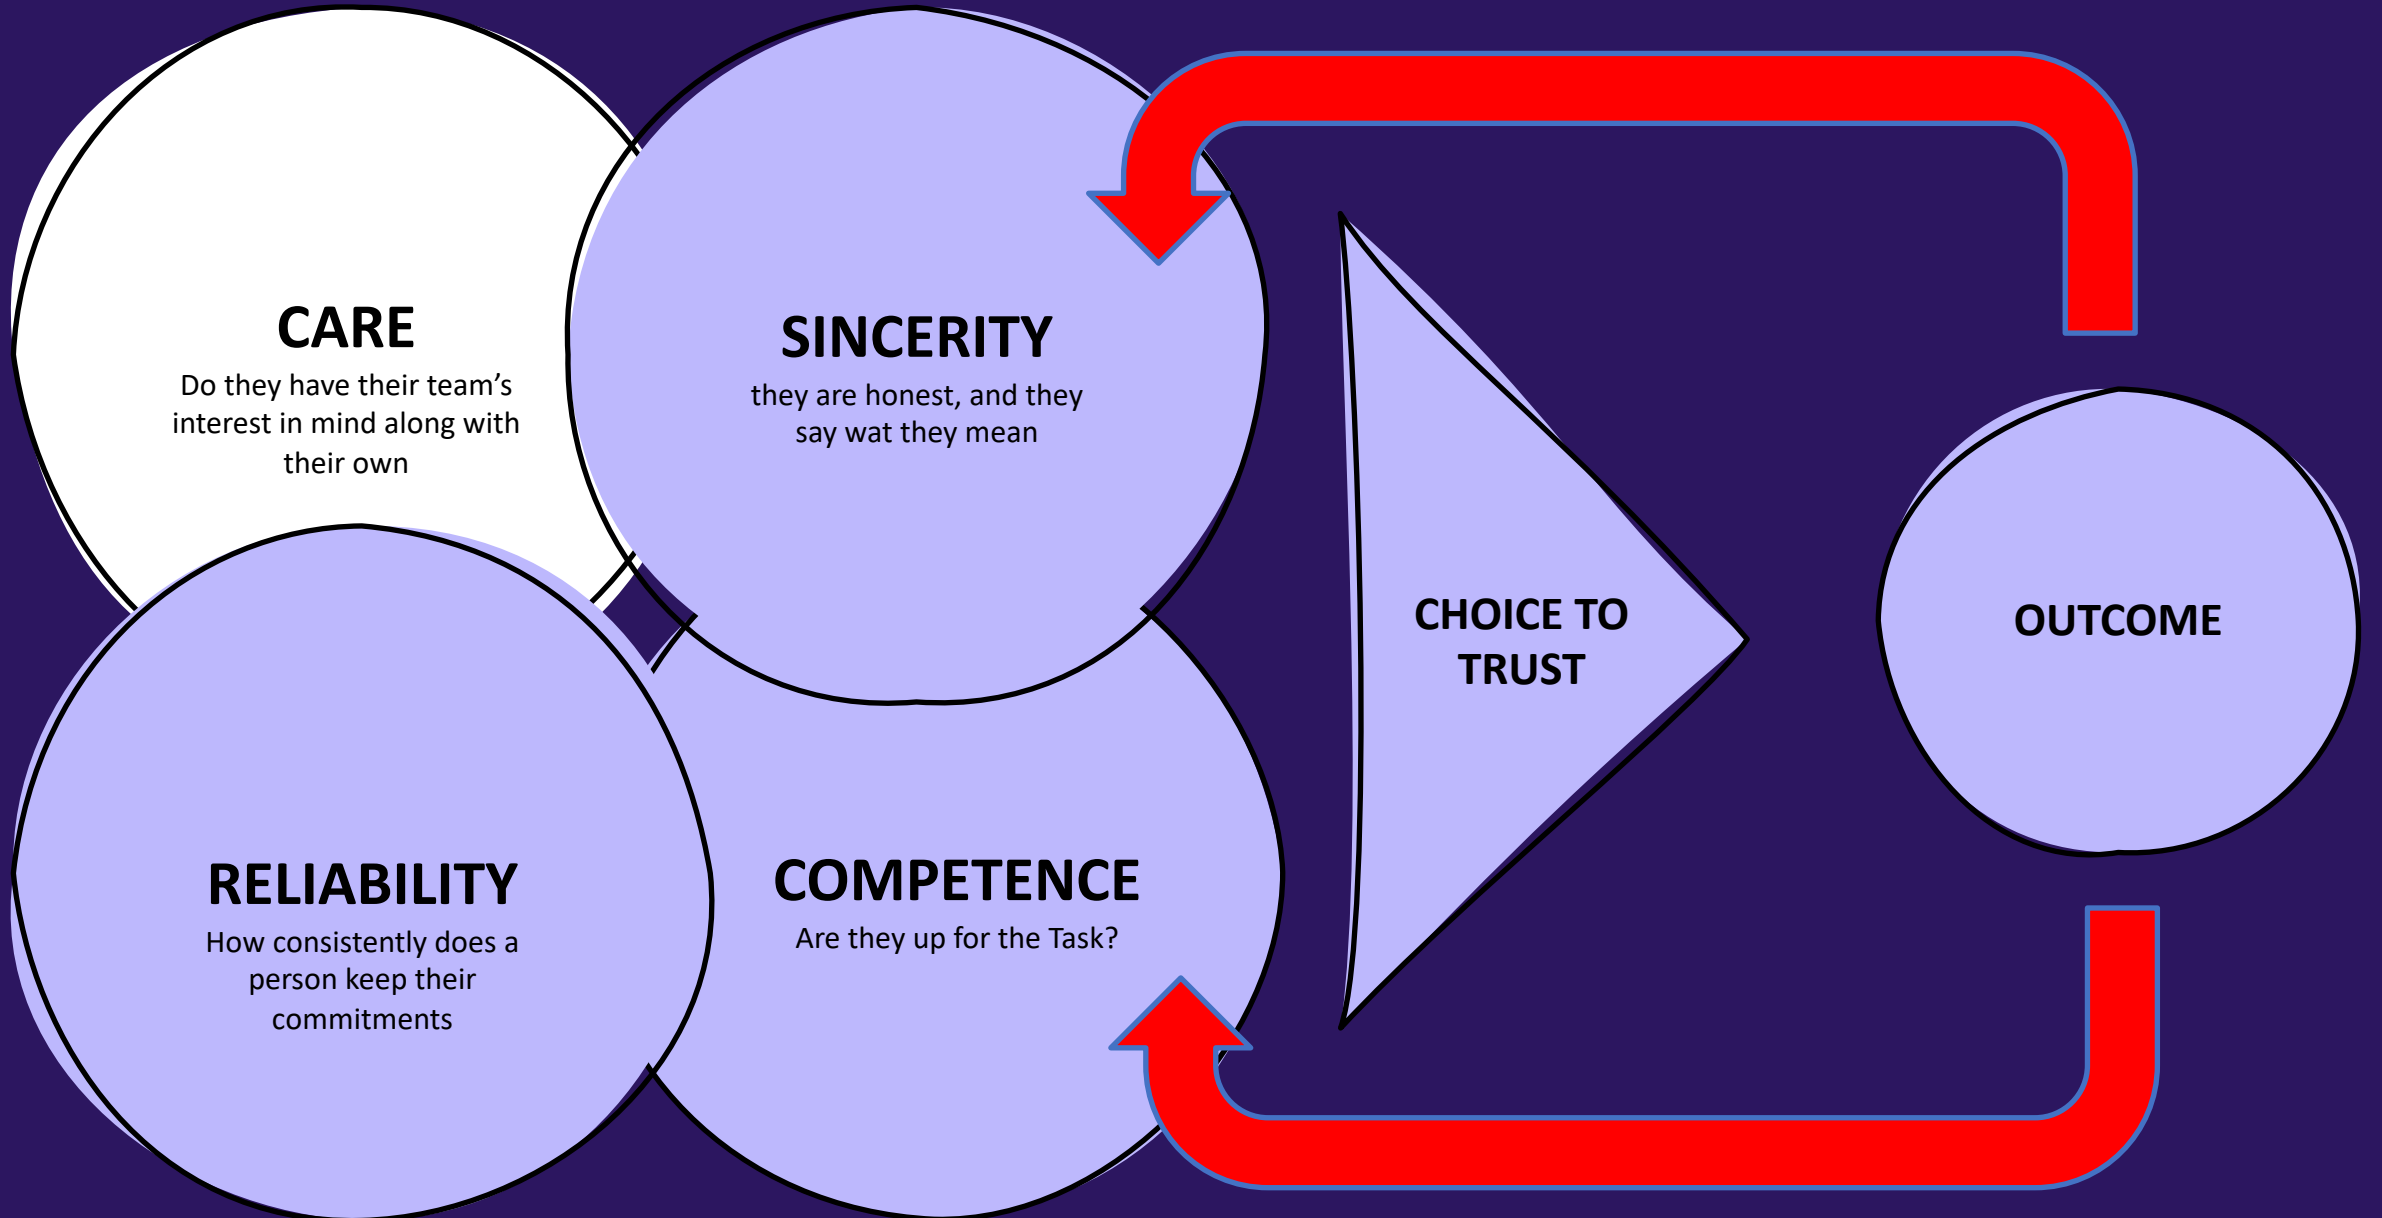 CARE
Do they have their team’s
interest in mind along with
their own
SINCERITY
they are honest, and they
say wat they mean
RELIABILITY
How consistently does a
person keep their
commitments
COMPETENCE
Are they up for the Task?
CHOICE TO
TRUST
OUTCOME